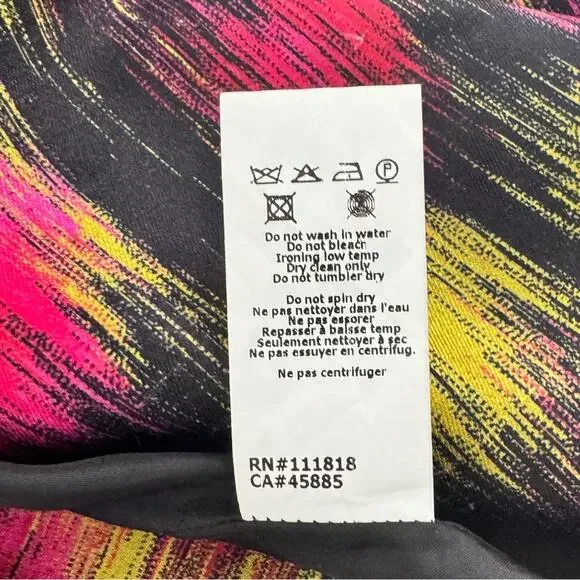 P
Do not wash in water
Do not bleach
Ironing low temp
Dry clean only
Do not tumbler dry
Do not spin dry
Ne pas nettoyer dans l'eau
Ne pas essorer
Repasser à baisse temp
Seulement nettoyer à sec
Ne pas essuyer en centrifug.
Ne pas centrifuger
RN#111818
CA#45885